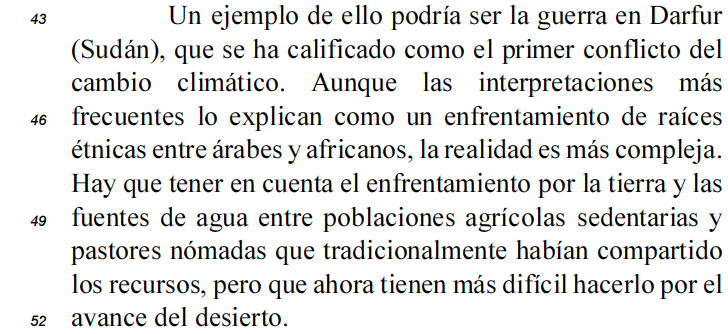 43 Un ejemplo de ello podría ser la guerra en Darfur
(Sudán), que se ha calificado como el primer conflicto del
cambio climático. Aunque las interpretaciones más
46 frecuentes lo explican como un enfrentamiento de raíces
étnicas entre árabes y africanos, la realidad es más compleja.
Hay que tener en cuenta el enfrentamiento por la tierra y las
49 fuentes de agua entre poblaciones agrícolas sedentarias y
pastores nómadas que tradicionalmente habían compartido
los recursos, pero que ahora tienen más difícil hacerlo por el
52 avance del desierto.